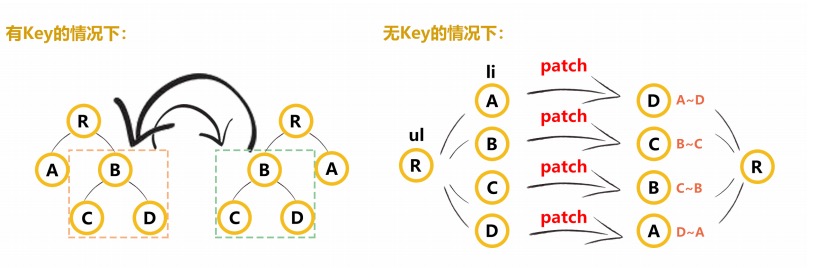 有Key的情况下:
R
R
A
B
B
A
C
D
C
D
无Key的情况下:
li
ul
R
A
patch
D
A~D
B
patch
C
B~C
C
patch
B
C~B
D
patch
A
D~A
R